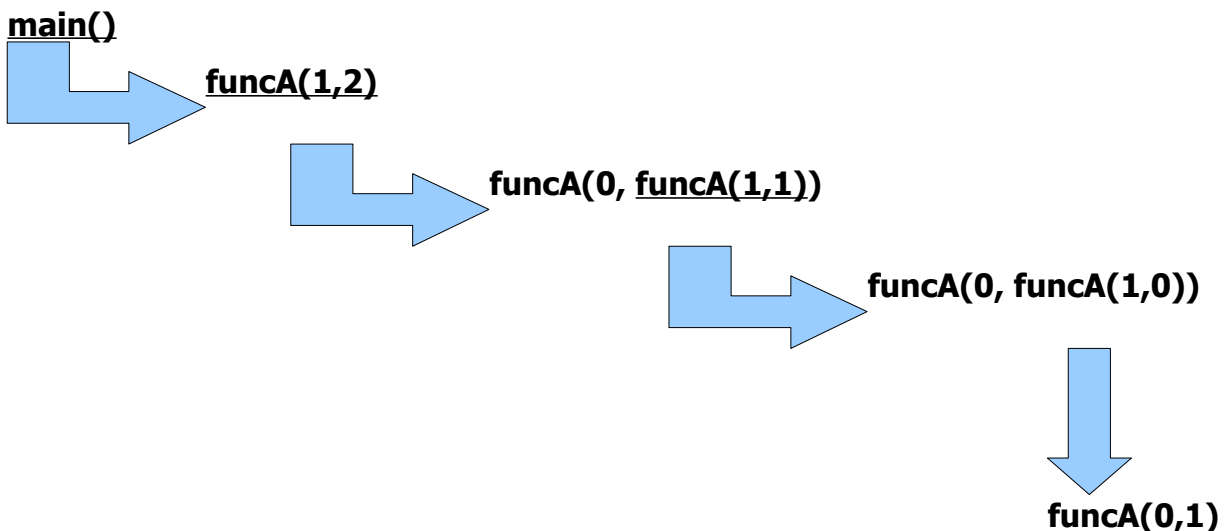 main()
funcA(1,2)
funcA(0, funcA(1,1))
funcA(0, funcA(1,0))
funcA(0,1)